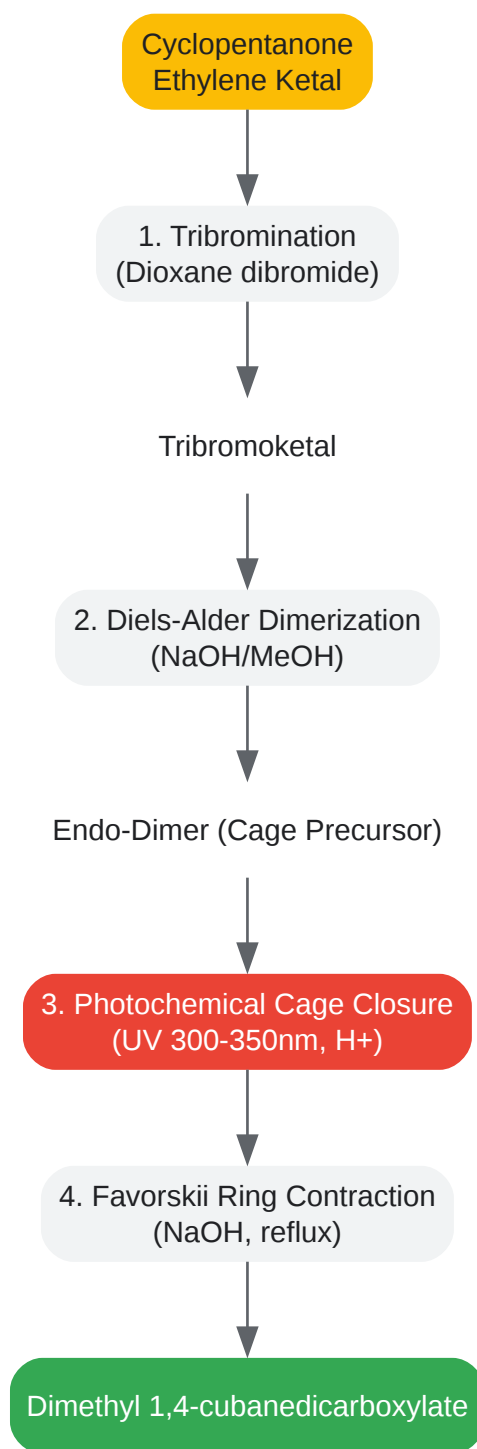 Cyclopentanone
Ethylene Ketal
1. Tribromination
(Dioxane dibromide)
Tribromoketal
2. Diels-Alder Dimerization
(NaOH/MeOH)
Endo-Dimer (Cage Precursor)
3. Photochemical Cage Closure
(UV 300-350nm, H+)
4. Favorskii Ring Contraction
(NaOH, reflux)
Dimethyl 1,4-cubanedicarboxylate